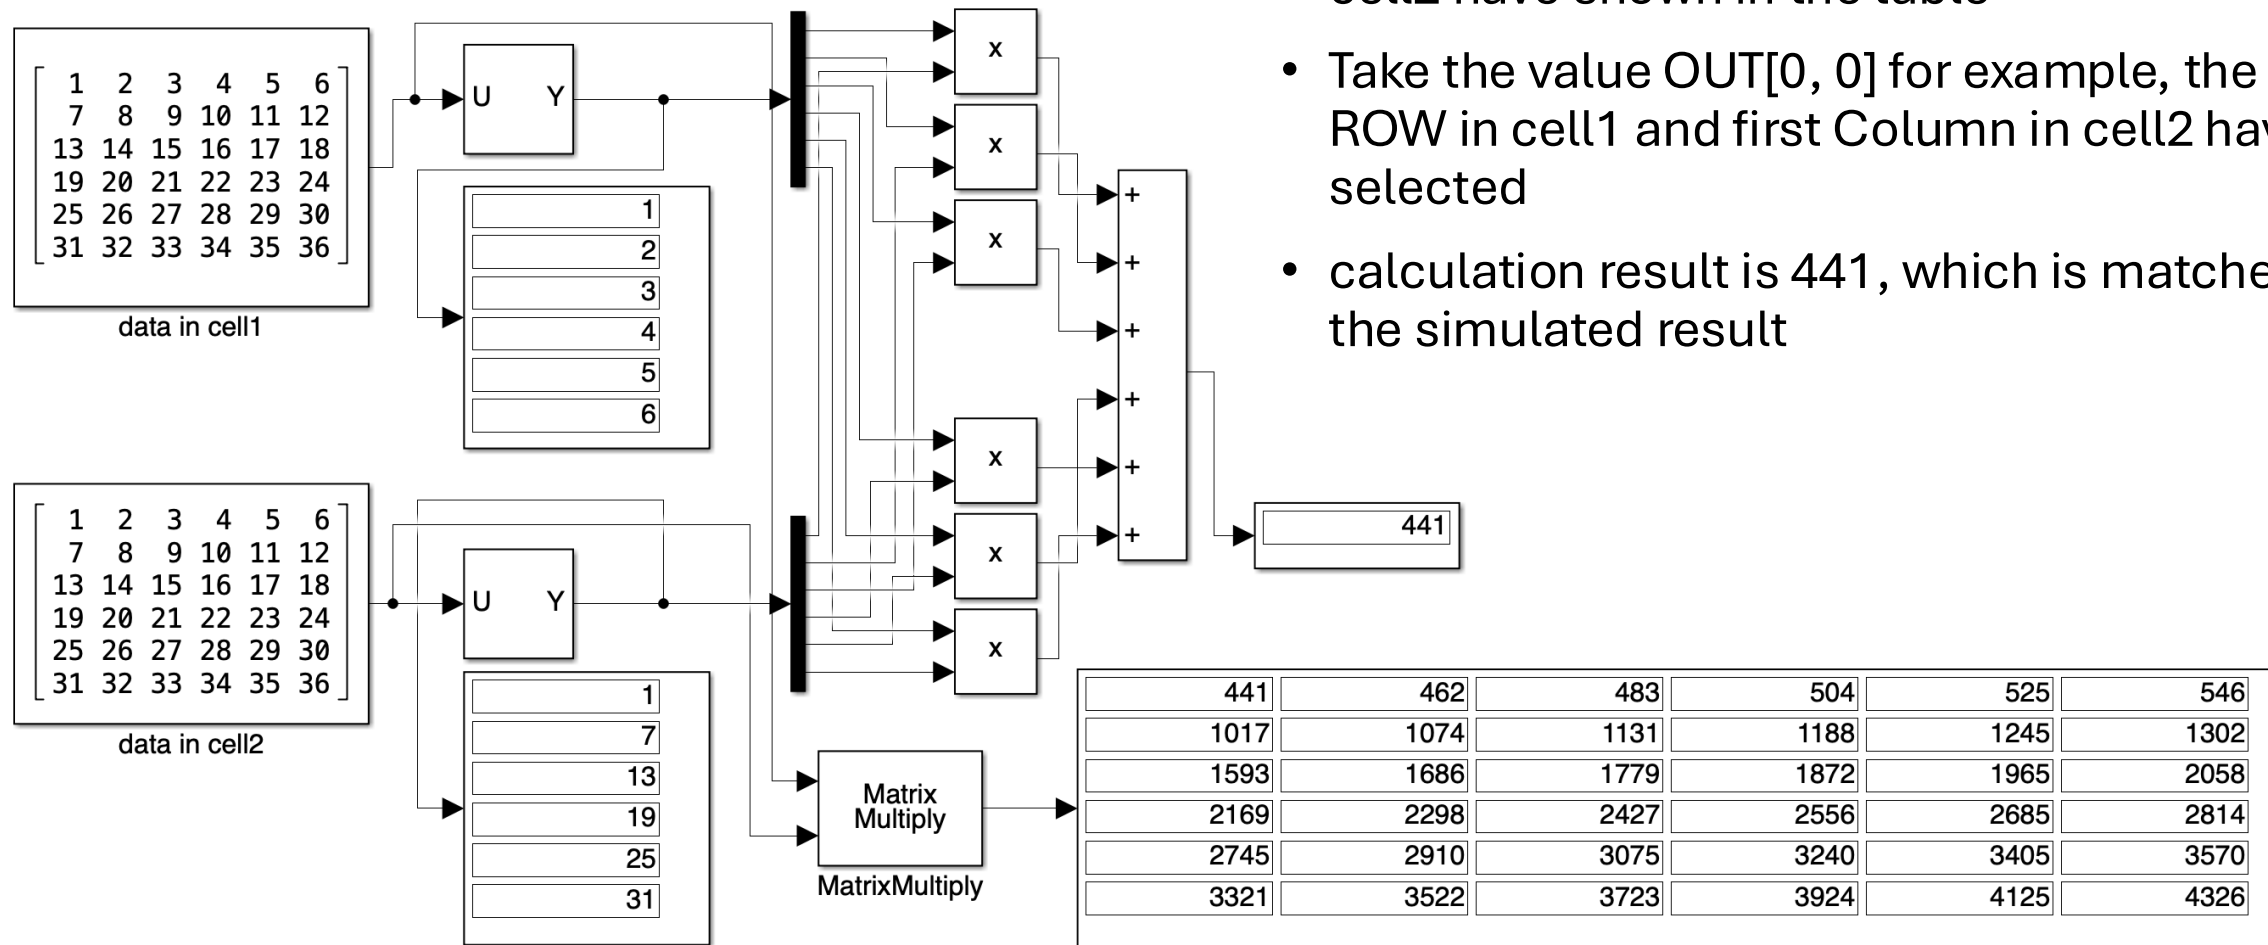 1 2 3 4 5 6
7 8 9 10 11 12
13 14 15 16 17 18
19 20 21 22 23 24
25 26 27 28 29 30
31 32 33 34 35 36
data in cell1
U Y
1
2
3
4
5
6
1 2 3 4 5 6
7 8 9 10 11 12
13 14 15 16 17 18
19 20 21 22 23 24
25 26 27 28 29 30
31 32 33 34 35 36
data in cell2
U Y
1
7
13
19
25
31
x
x
x
x
x
x
+
+
+
+
+
+
441
Matrix
Multiply
MatrixMultiply
441 462 483 504 525 546
1017 1074 1131 1188 1245 1302
1593 1686 1779 1872 1965 2058
2169 2298 2427 2556 2685 2814
2745 2910 3075 3240 3405 3570
3321 3522 3723 3924 4125 4326
cell2 have shown in the table
• Take the value OUT[0, 0] for example, the
ROW in cell1 and first Column in cell2
selected
• calculation result is 441, which is
the simulated result